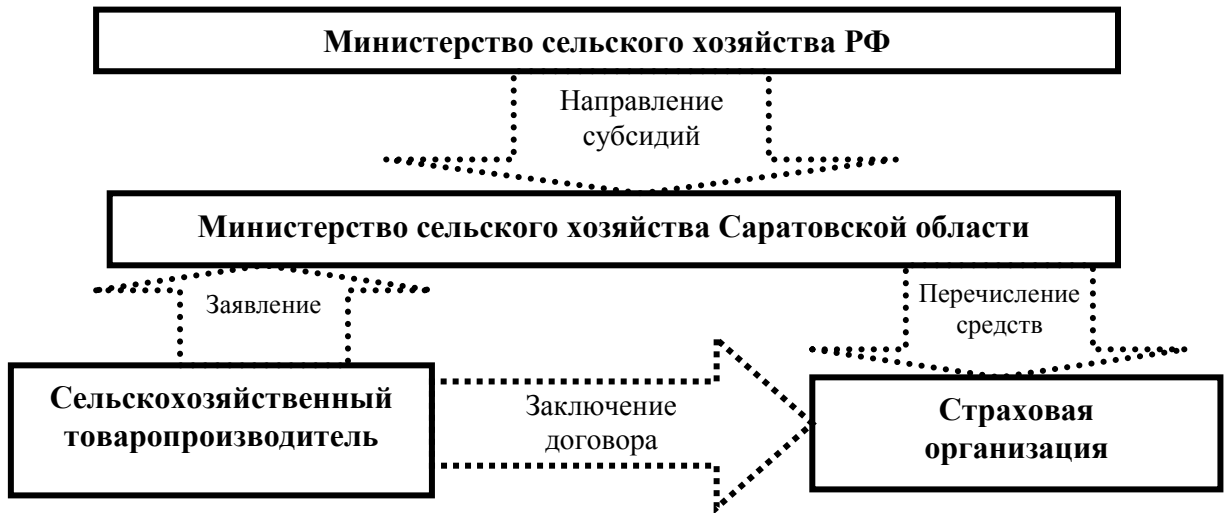 Министерство сельского хозяйства РФ
Направление
субсидий
Министерство сельского хозяйства Саратовской области
Заявление
Перечисление
средств
Сельскохозяйственный
товаропроизводитель
Заключение
договора
Страховая
организация